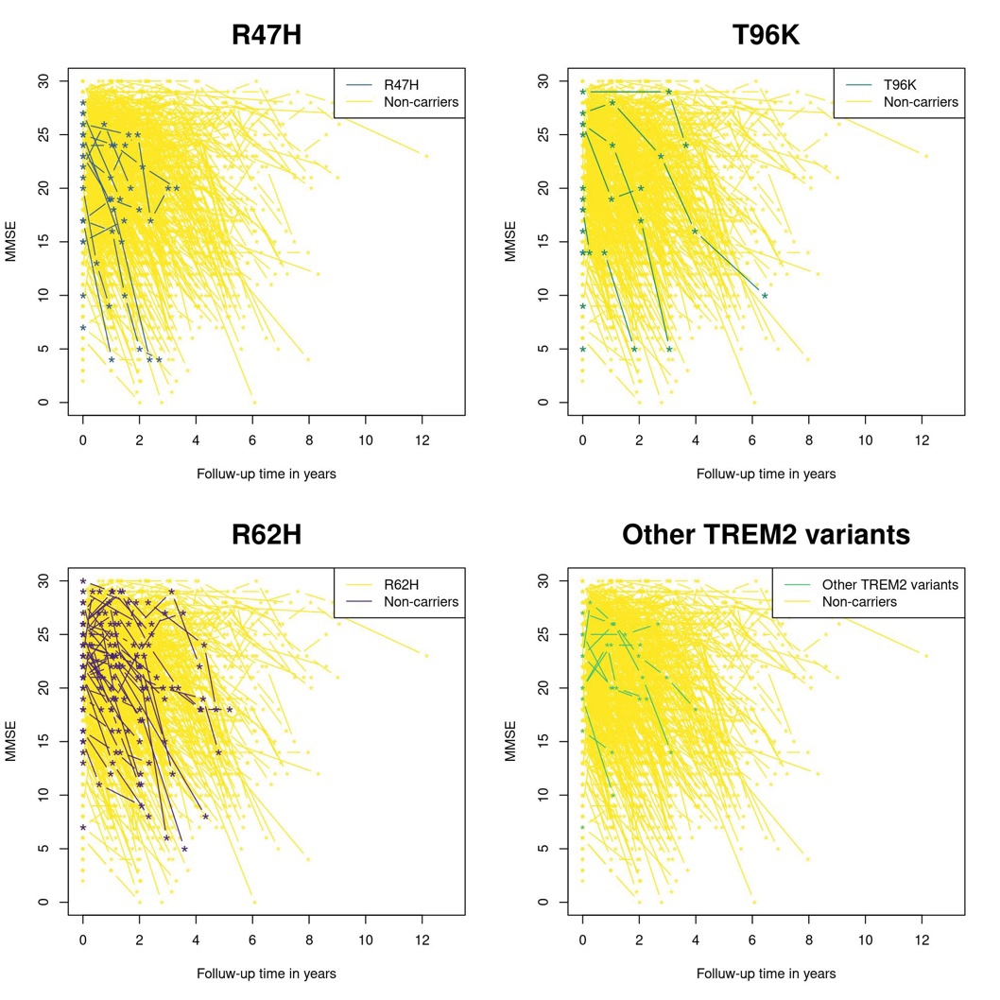 R47H
R47H
Non-carriers
MMSE
0 5 10 15 20 25 30
0 2 4 6 8 10 12
Folluw-up time in years
T96K
T96K
Non-carriers
MMSE
0 5 10 15 20 25 30
0 2 4 6 8 10 12
Folluw-up time in years
R62H
R62H
Non-carriers
MMSE
0 5 10 15 20 25 30
0 2 4 6 8 10 12
Folluw-up time in years
Other TREM2 variants
Other TREM2 variants
Non-carriers
MMSE
0 5 10 15 20 25 30
0 2 4 6 8 10 12
Folluw-up time in years